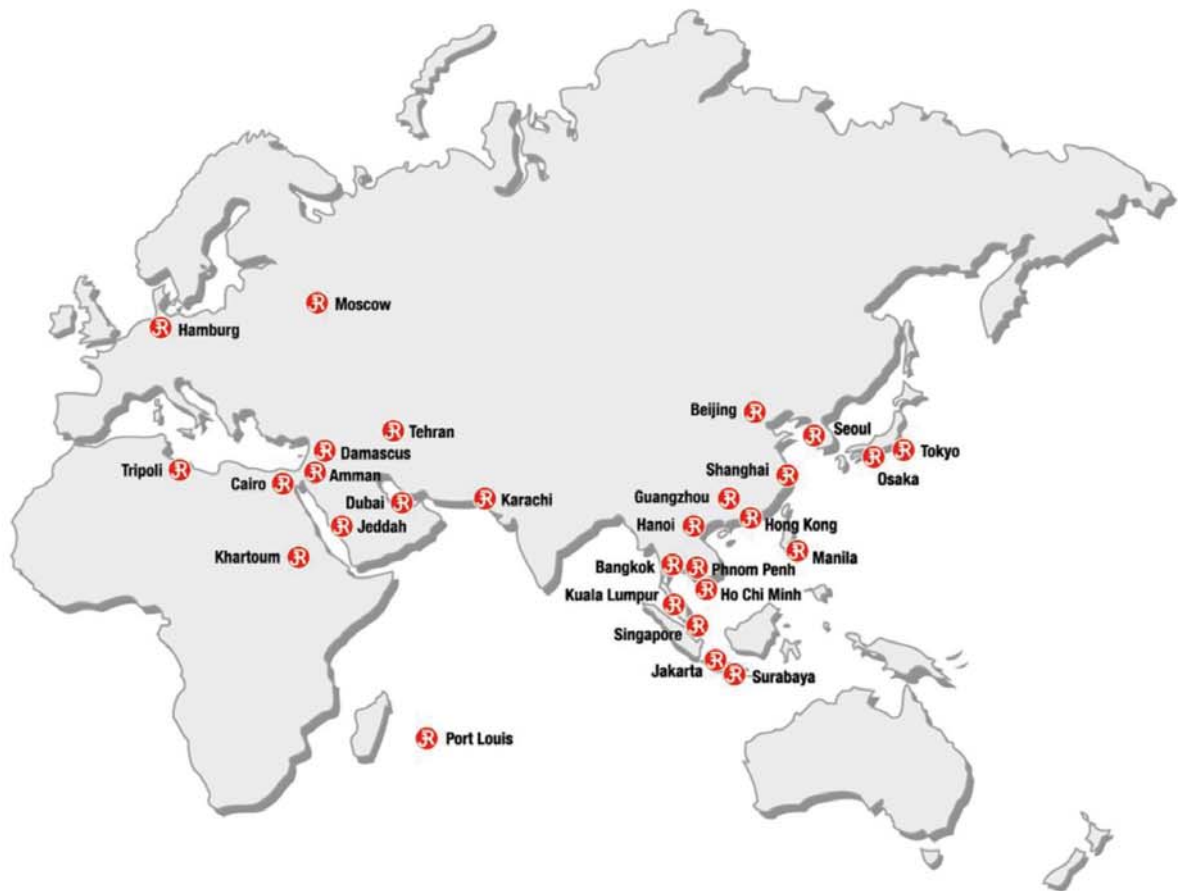 Moscow
Hamburg
Beijing
Seoul
Tehran
Tokyo
Damascus
Osaka
Tripoli
Amman
Shanghai
Cairo
Dubai
Karachi
Guangzhou
Jeddah
Hanoi
Hong Kong
Khartoum
Manila
Bangkok
Phnom Penh
Kuala Lumpur
Ho Chi Minh
Singapore
Jakarta
Surabaya
Port Louis